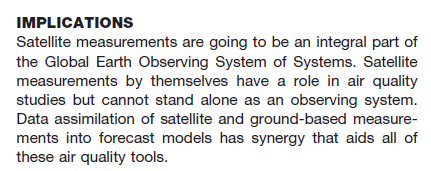 IMPLICATIONS
Satellite measurements are going to be an integral part of
the Global Earth Observing System of Systems. Satellite
measurements by themselves have a role in air quality
studies but cannot stand alone as an observing system.
Data assimilation of satellite and ground-based measure-
ments into forecast models has synergy that aids all of
these air quality tools.